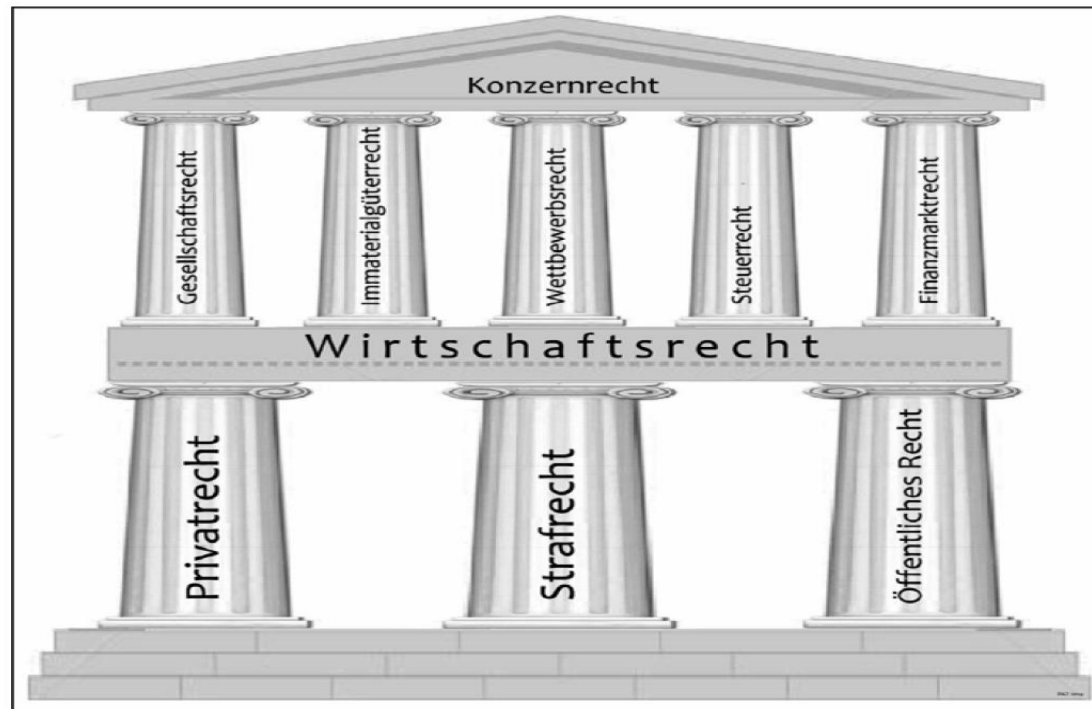 Konzernrecht
Gesellschaftsrecht
Immaterialgüterrecht
Wettbewerbsrecht
Steuerrecht
Finanzmarktrecht
Wirtschaftsrecht
Privatrecht
Strafrecht
Öffentliches Recht